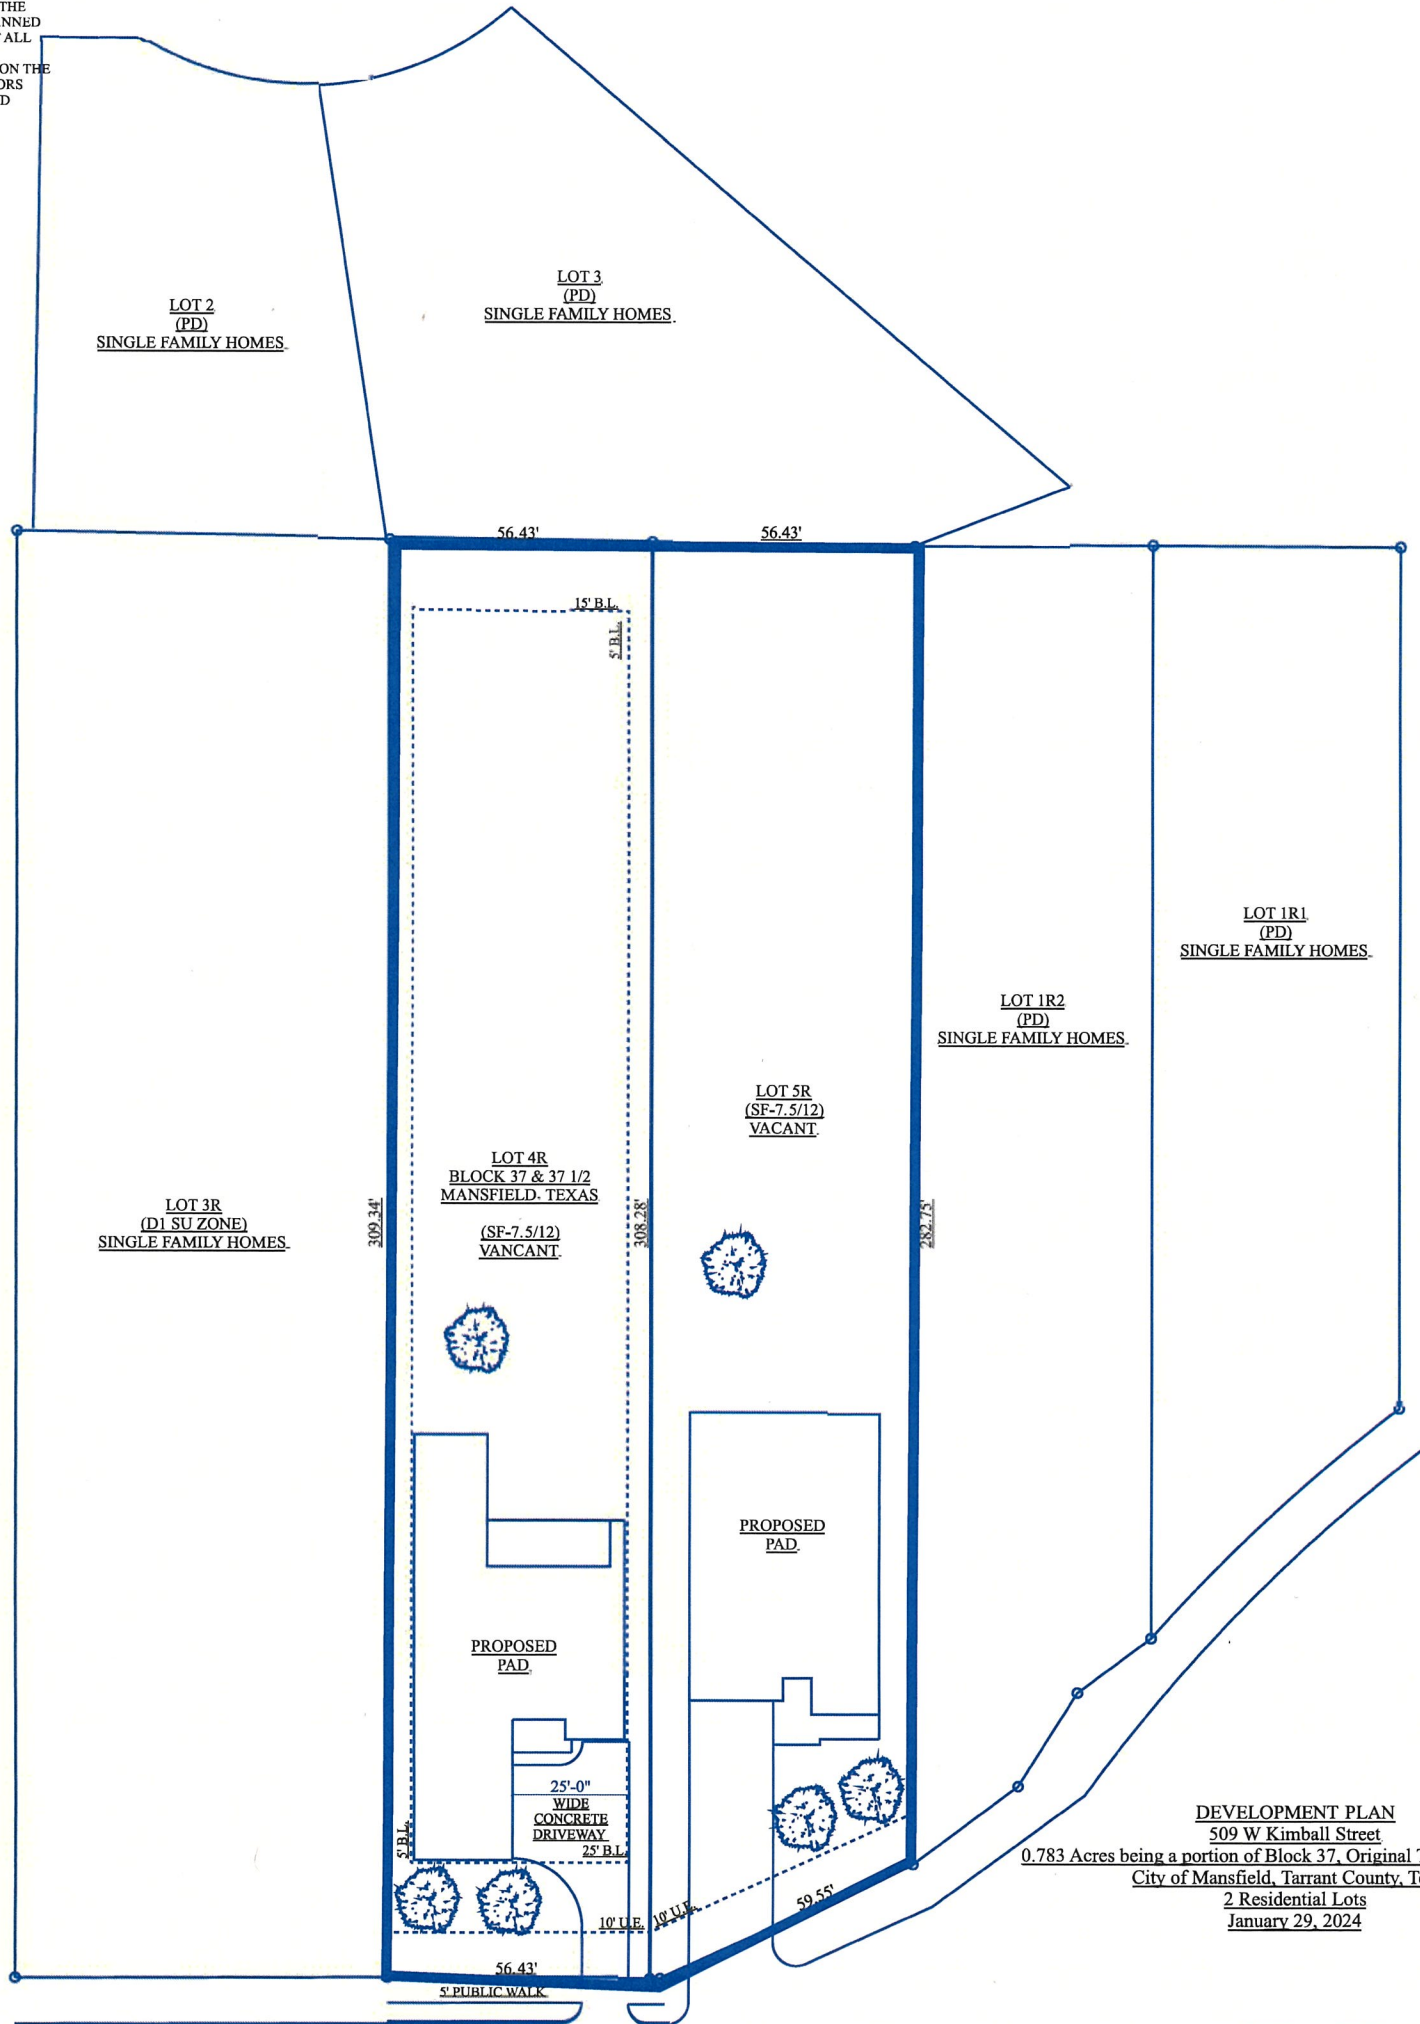 THE
NNED
ALL
ON THE
ORS
D
LOT 2
(PD)
SINGLE FAMILY HOMES
LOT 3
(PD)
SINGLE FAMILY HOMES
56.43'
56.43'
15' B.L.
5' B.L.
LOT 1R1
(PD)
SINGLE FAMILY HOMES
LOT 1R2
(PD)
SINGLE FAMILY HOMES
LOT 5R
(SF-7.5/12)
VACANT
LOT 4R
BLOCK 37 & 37 1/2
MANSFIELD. TEXAS
(SF-7.5/12)
VANCANT
LOT 3R
(D1 SU ZONE)
SINGLE FAMILY HOMES
309.34'
308.28'
282.75'
PROPOSED
PAD
PROPOSED
PAD
25'-0"
WIDE
CONCRETE
DRIVEWAY
25' B.L.
5' B.L.
10' U.E.
10' U.E.
59.55'
56.43'
5' PUBLIC WALK
DEVELOPMENT PLAN
509 W Kimball Street
0.783 Acres being a portion of Block 37, Original
City of Mansfield, Tarrant County,
2 Residential Lots
January 29, 2024